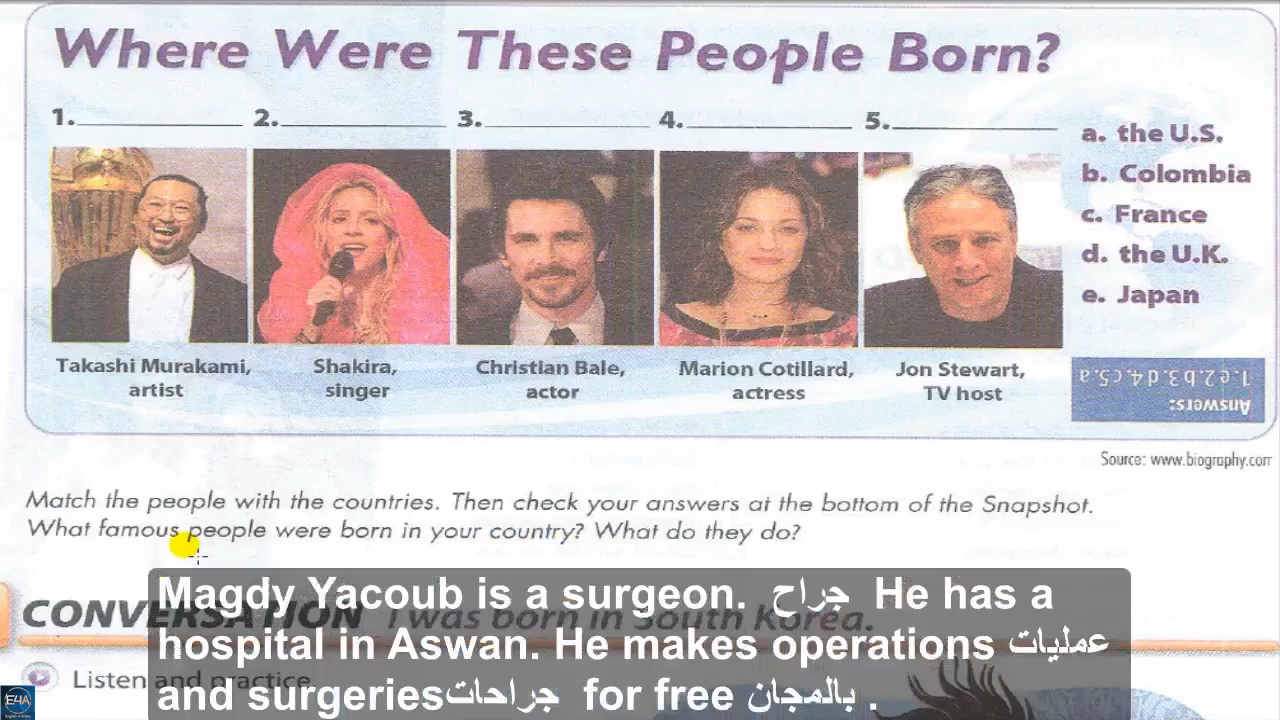 Where Were These People Born?
1. 2. 3. 4. 5.
a. the U.S.
b. Colombia
c. France
d. the U.K.
e. Japan
Takashi Murakami,
artist
Shakira,
singer
Christian Bale,
actor
Marion Cotillard,
actress
Jon Stewart,
TV host
Answers:
1. e 2. b 3. d 4. c 5. a
Source: www.biography.com
Match the people with the countries. Then check your answers at the bottom of the Snapshot.
What famous people were born in your country? What do they do?
CONVERSATION I was born in South Korea.
Listen and practice
Magdy Yacoub is a surgeon. جراح He has a
hospital in Aswan. He makes operations عمليات
and surgeries جراحات for free بالمجان .
E4A